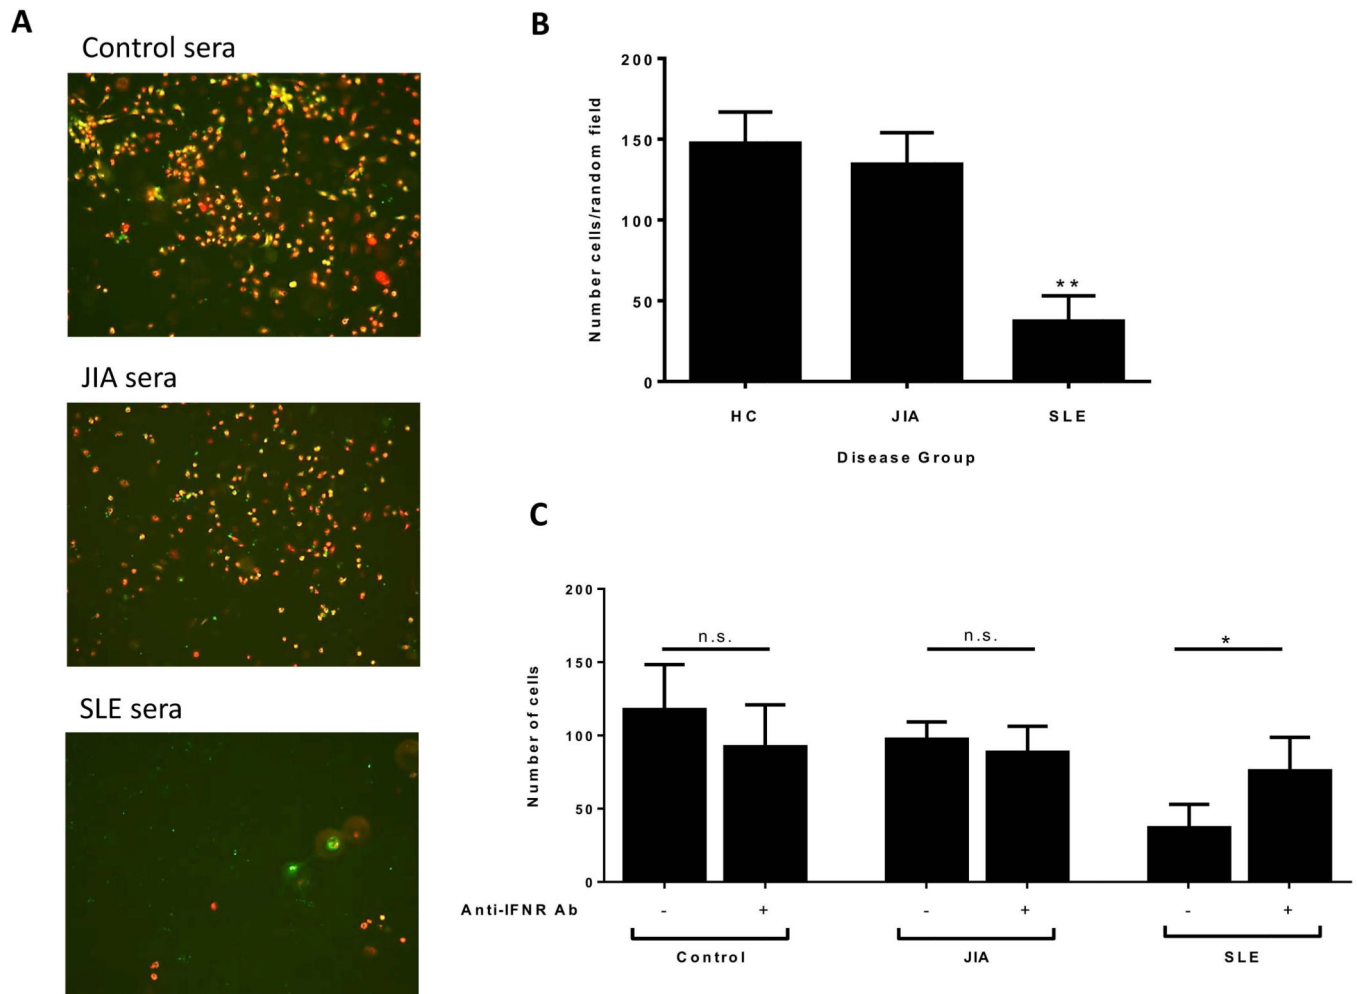 A
Control sera
JIA sera
SLE sera
B
Number cells/random field
200
150
100
50
0
**
HC JIA SLE
Disease Group
C
Number of cells
200
150
100
50
0
n.s. n.s. *
Anti-IFNR Ab - + - + - +
Control JIA SLE